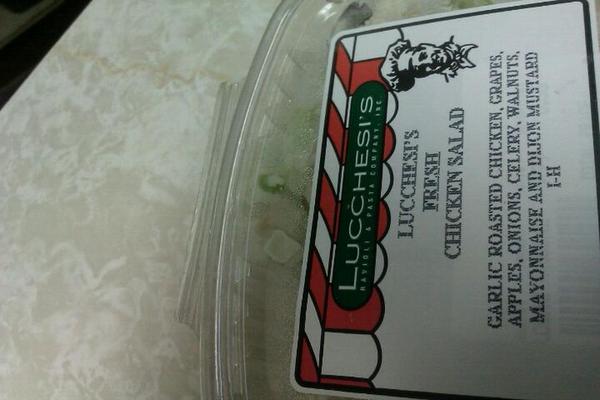 LUCCHESI'S
RAVIOLI & PASTA COMPANY, INC.
LUCCHESI'S
FRESH
CHICKEN SALAD
GARLIC ROASTED CHICKEN, GRAPES,
APPLES, ONIONS, CELERY, WALNUTS,
MAYONNAISE AND DIJON MUSTARD
1-H